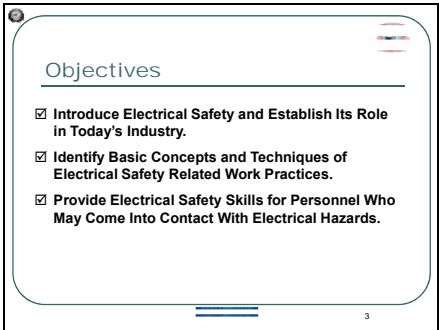 Objectives
☑ Introduce Electrical Safety and Establish Its Role
in Today's Industry.
☑ Identify Basic Concepts and Techniques of
Electrical Safety Related Work Practices.
☑ Provide Electrical Safety Skills for Personnel Who
May Come Into Contact With Electrical Hazards.
3